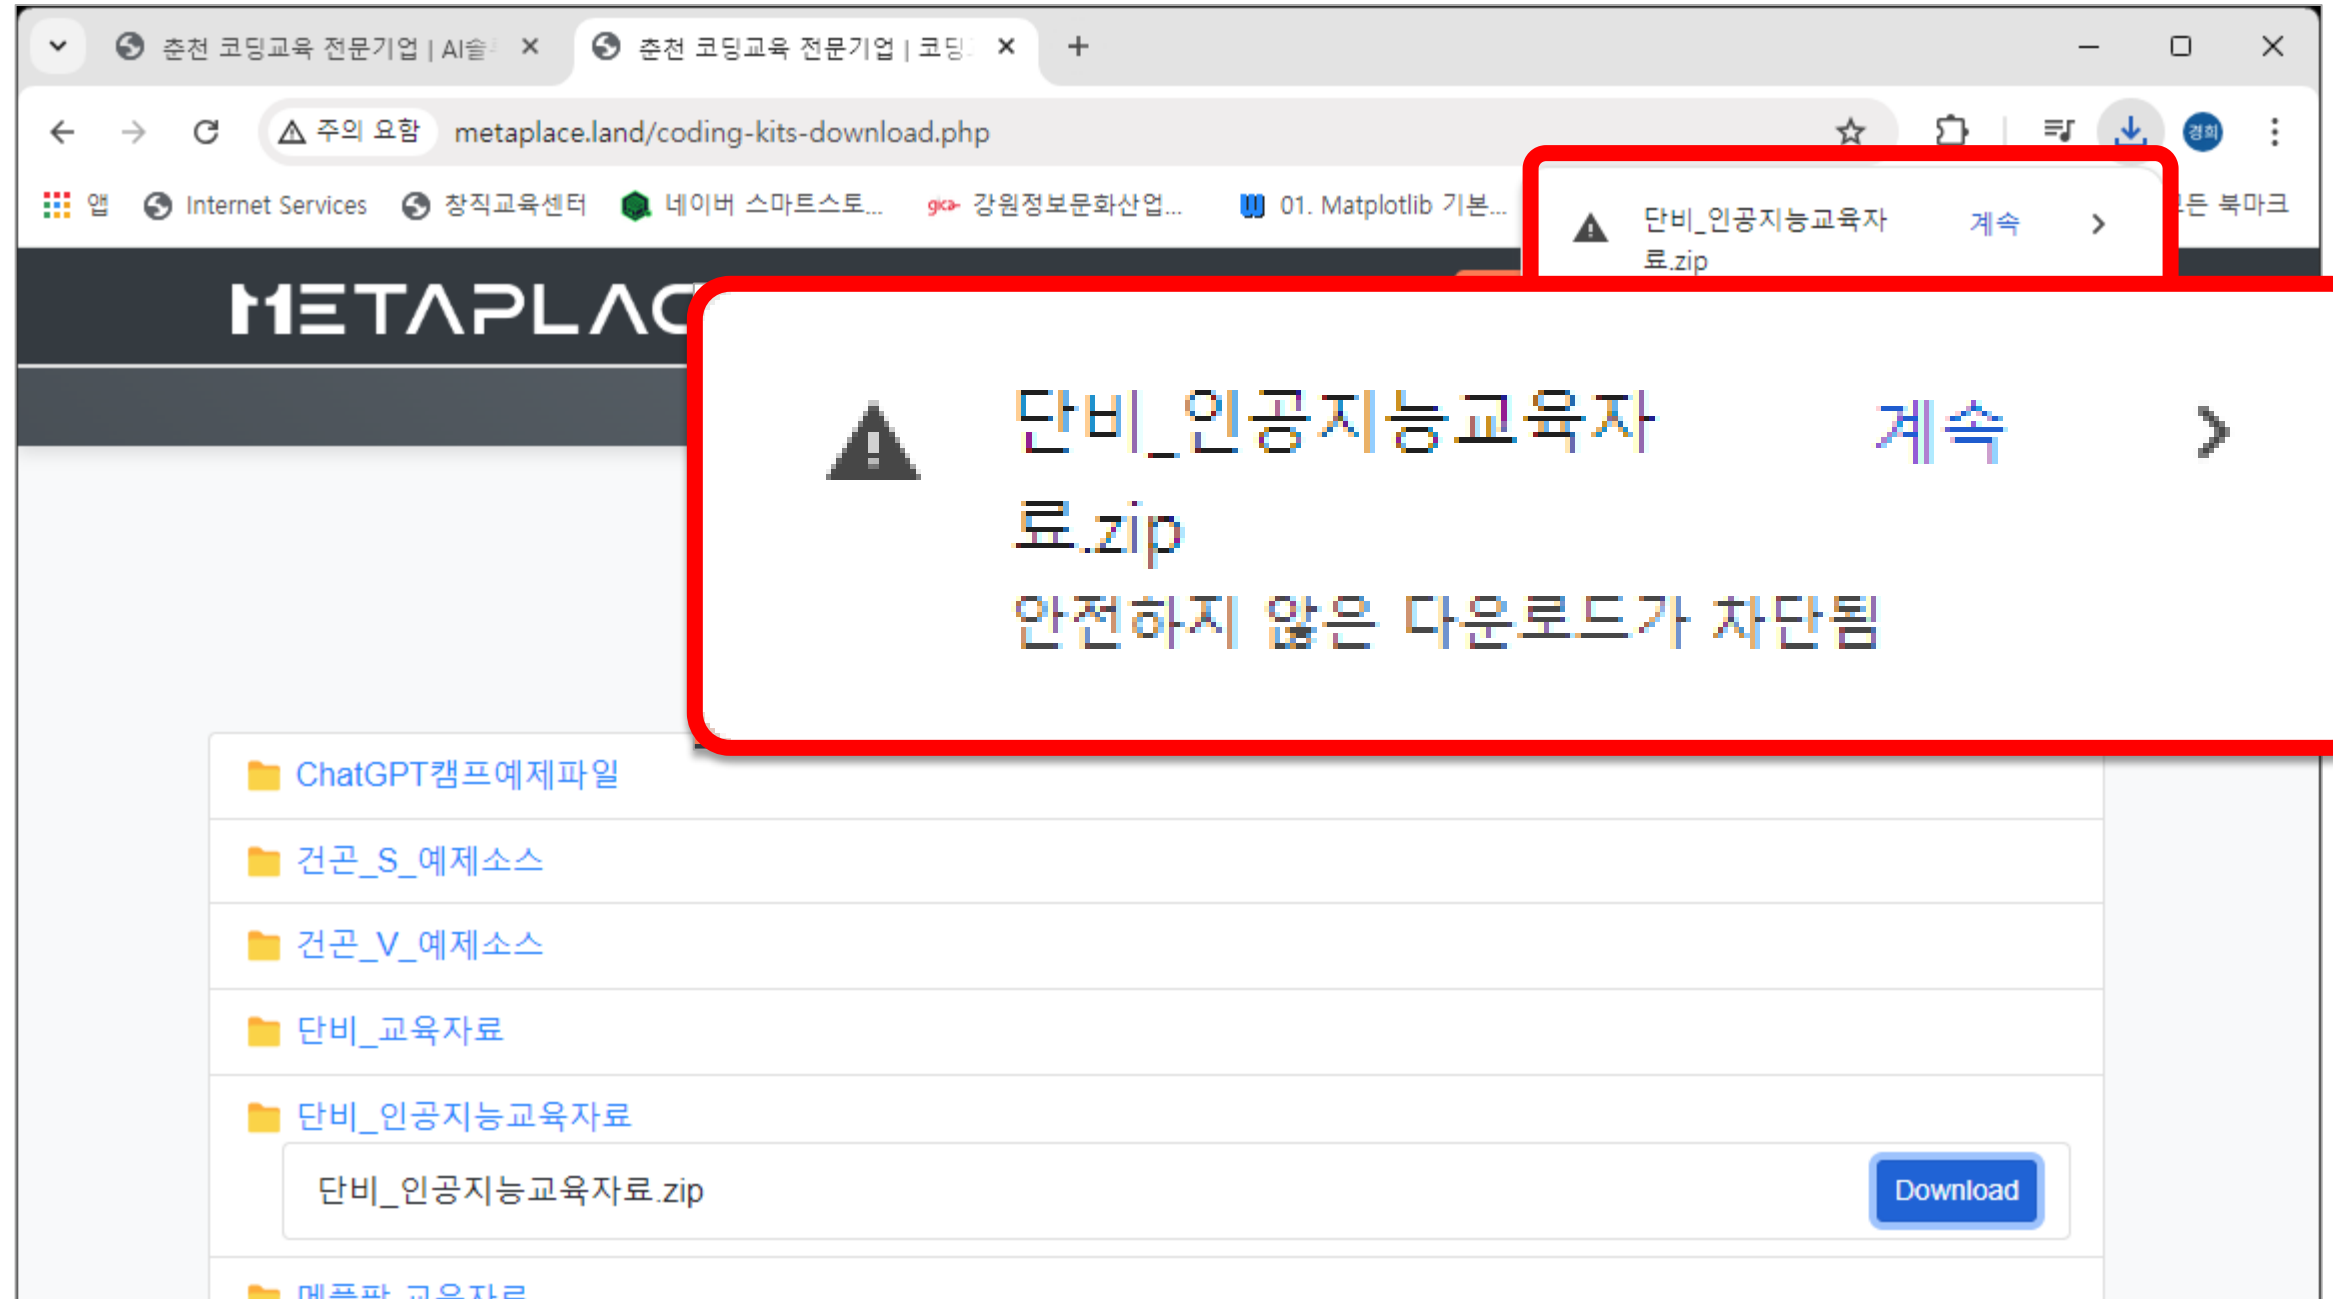 춘천 코딩교육 전문기업 | AI솔
춘천 코딩교육 전문기업 | 코딩
주의 요함
metaplace.land/coding-kits-download.php
경희
앱
Internet Services
창직교육센터
네이버 스마트스토...
gica
강원정보문화산업...
01. Matplotlib 기본...
든 북마크
단비_인공지능교육자
료.zip
계속
METAPLAC
단비_인공지능교육자
료.zip
계속
안전하지 않은 다운로드가 차단됨
ChatGPT캠프예제파일
건곤_S_예제소스
건곤_V_예제소스
단비_교육자료
단비_인공지능교육자료
단비_인공지능교육자료.zip
Download